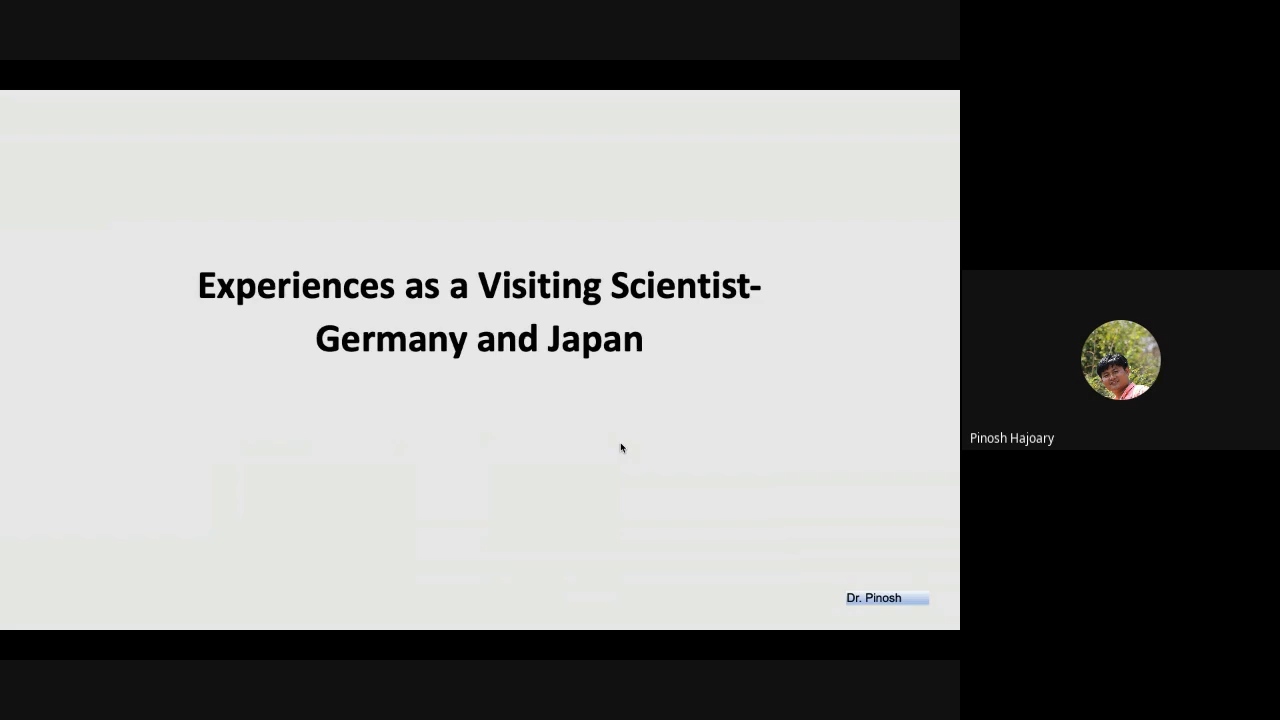 Experiences as a Visiting Scientist-
Germany and Japan
Dr. Pinosh
Pinosh Hajoary